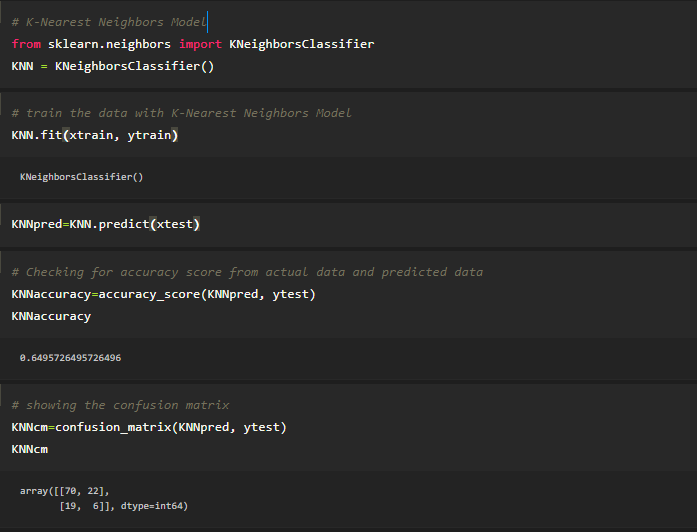 # K-Nearest Neighbors Model
from sklearn.neighbors import KNeighborsClassifier
KNN = KNeighborsClassifier()
# train the data with K-Nearest Neighbors Model
KNN.fit(xtrain, ytrain)
KNeighborsClassifier()
KNNpred=KNN.predict(xtest)
# Checking for accuracy score from actual data and predicted data
KNNaccuracy=accuracy_score(KNNpred, ytest)
KNNaccuracy
0.6495726495726496
# showing the confusion matrix
KNNcm=confusion_matrix(KNNpred, ytest)
KNNcm
array([[70, 22],
       [19,  6]], dtype=int64)